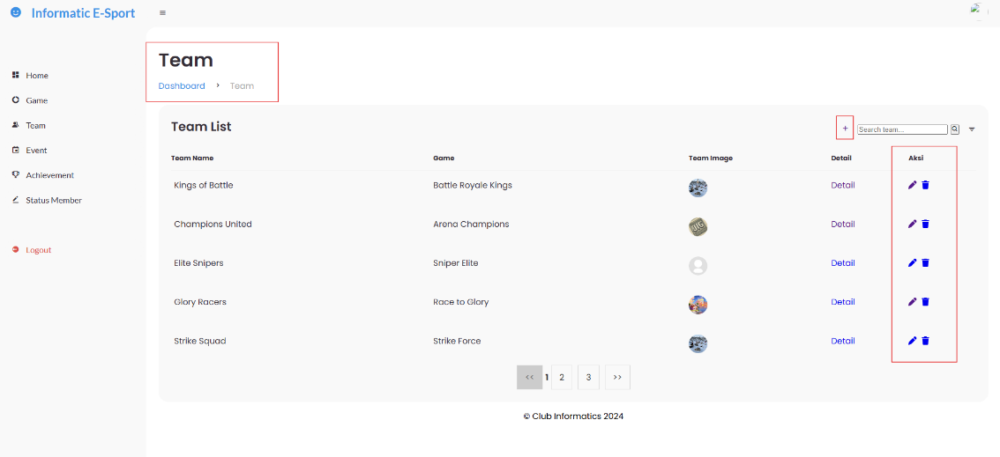 Informatic E-Sport
Home
Game
Team
Event
Achievement
Status Member
Logout
Team
Dashboard > Team
Team List
+ Search team...
Team Name Game Team Image Detail Aksi
Kings of Battle Battle Royale Kings Detail
Champions United Arena Champions UIG Detail
Elite Snipers Sniper Elite Detail
Glory Racers Race to Glory Detail
Strike Squad Strike Force Detail
<< 1 2 3 >>
© Club Informatics 2024